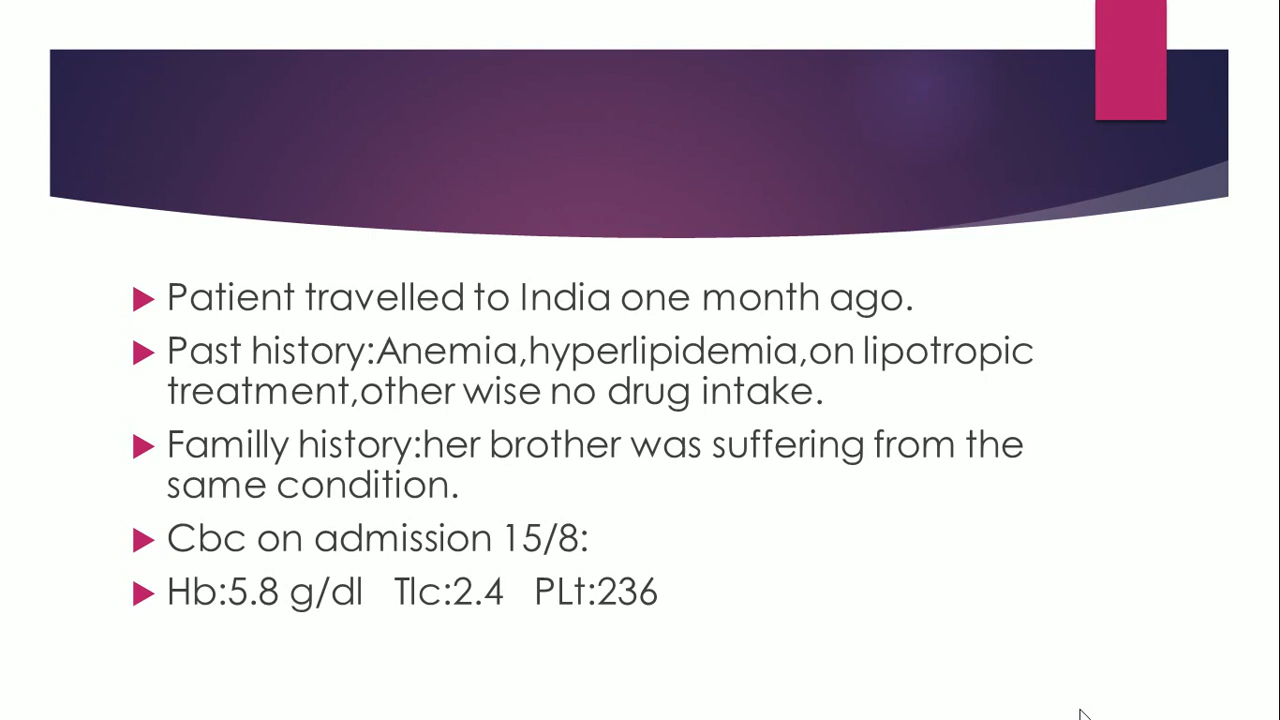 Patient travelled to India one month ago.
Past history:Anemia,hyperlipidemia,on lipotropic
treatment,other wise no drug intake.
Familly history:her brother was suffering from the
same condition.
Cbc on admission 15/8:
Hb:5.8 g/dl Tlc:2.4 PLt:236